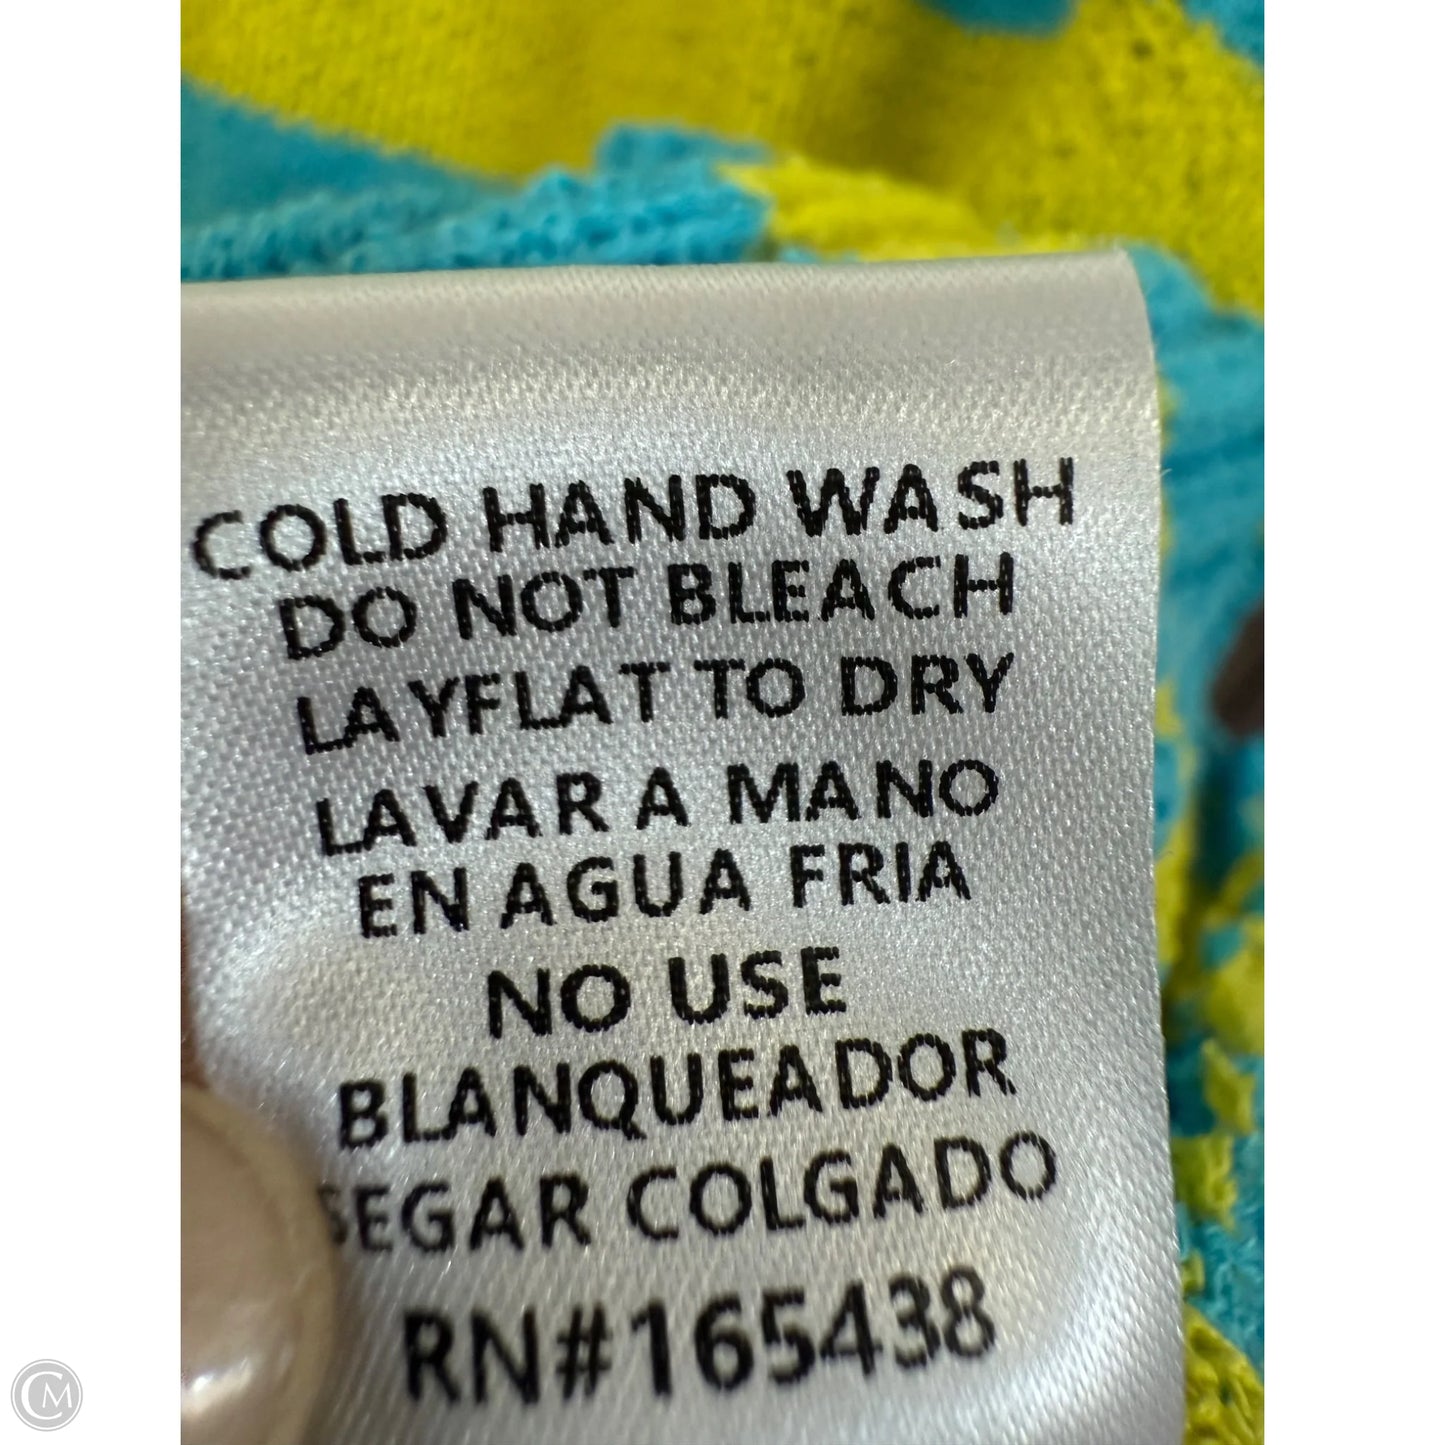 COLD HAND WASH
DO NOT BLEACH
LAYFLAT TO DRY
LAVAR A MANO
EN AGUA FRIA
NO USE
BLANQUEADOR
SEGAR COLGADO
RN#165438
CM